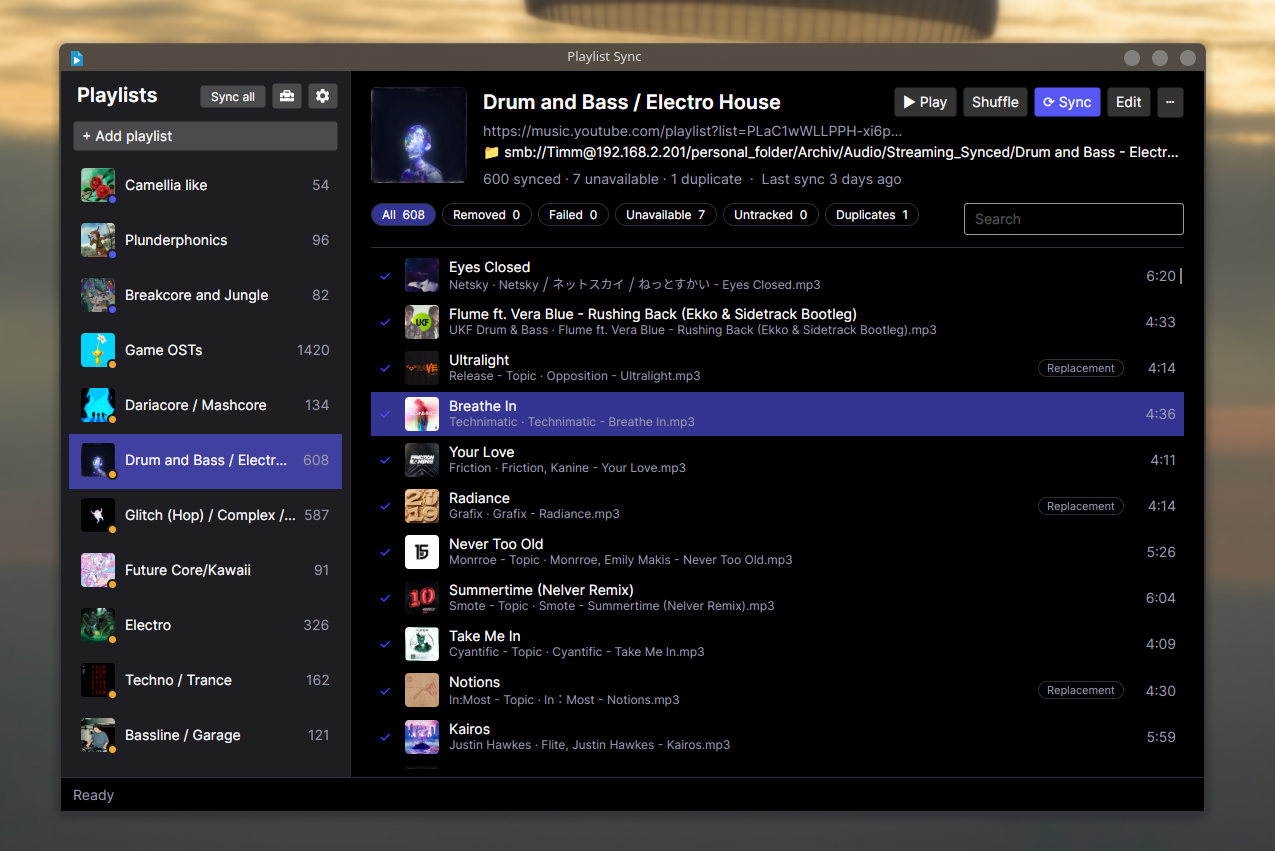 Playlist Sync
Playlists
Sync all
+ Add playlist
Camellia like 54
Plunderphonics 96
Breakcore and Jungle 82
Game OSTs 1420
Dariacore / Mashcore 134
Drum and Bass / Electr... 608
Glitch (Hop) / Complex /... 587
Future Core/Kawaii 91
Electro 326
Techno / Trance 162
Bassline / Garage 121
Drum and Bass / Electro House
▶ Play
Shuffle
⟳ Sync
Edit
...
https://music.youtube.com/playlist?list=PLaC1wWLLPPH-xi6p...
smb://Timm@192.168.2.201/personal_folder/Archiv/Audio/Streaming_Synced/Drum and Bass - Electr...
600 synced · 7 unavailable · 1 duplicate · Last sync 3 days ago
All 608
Removed 0
Failed 0
Unavailable 7
Untracked 0
Duplicates 1
Search
Eyes Closed
Netsky · Netsky / ネットスカイ / ねっとすかい - Eyes Closed.mp3
6:20
Flume ft. Vera Blue - Rushing Back (Ekko & Sidetrack Bootleg)
UKF Drum & Bass · Flume ft. Vera Blue - Rushing Back (Ekko & Sidetrack Bootleg).mp3
4:33
UKF
Ultralight
Release - Topic · Opposition - Ultralight.mp3
Replacement 4:14
Breathe In
Technimatic · Technimatic - Breathe In.mp3
4:36
Your Love
Friction · Friction, Kanine - Your Love.mp3
4:11
FRICTION
KANINE
Radiance
Grafix · Grafix - Radiance.mp3
Replacement 4:14
Never Too Old
Monrroe - Topic · Monrroe, Emily Makis - Never Too Old.mp3
5:26
15
Summertime (Nelver Remix)
Smote - Topic · Smote - Summertime (Nelver Remix).mp3
6:04
10
Take Me In
Cyantific - Topic · Cyantific - Take Me In.mp3
4:09
Notions
In:Most - Topic · In：Most - Notions.mp3
Replacement 4:30
Kairos
Justin Hawkes · Flite, Justin Hawkes - Kairos.mp3
5:59
Ready